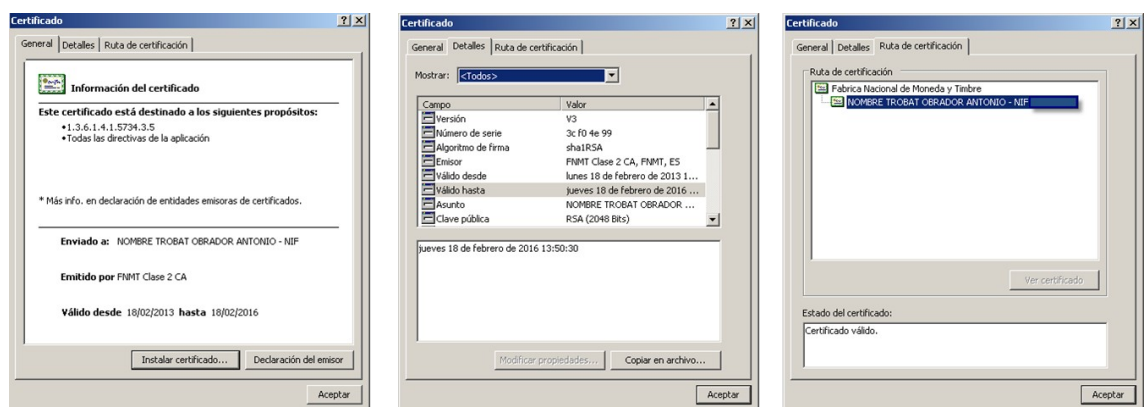 Certificado
General Detalles Ruta de certificación
Información del certificado
Este certificado está destinado a los siguientes propósitos:
•1.3.6.1.4.1.5734.3.5
•Todas las directivas de la aplicación
* Más info. en declaración de entidades emisoras de certificados.
Enviado a: NOMBRE TROBAT OBRADOR ANTONIO - NIF
Emitido por FNMT Clase 2 CA
Válido desde 18/02/2013 hasta 18/02/2016
Instalar certificado... Declaración del emisor
Aceptar
Certificado
General Detalles Ruta de certificación
Mostrar: <Todos>
Campo Valor
Versión V3
Número de serie 3c f0 4e 99
Algoritmo de firma sha1RSA
Emisor FNMT Clase 2 CA, FNMT, ES
Válido desde lunes 18 de febrero de 2013 1...
Válido hasta jueves 18 de febrero de 2016 ...
Asunto NOMBRE TROBAT OBRADOR ...
Clave pública RSA (2048 Bits)
jueves 18 de febrero de 2016 13:50:30
Modificar propiedades... Copiar en archivo...
Aceptar
Certificado
General Detalles Ruta de certificación
Ruta de certificación
Fabrica Nacional de Moneda y Timbre
NOMBRE TROBAT OBRADOR ANTONIO - NIF
Ver certificado
Estado del certificado:
Certificado válido.
Aceptar